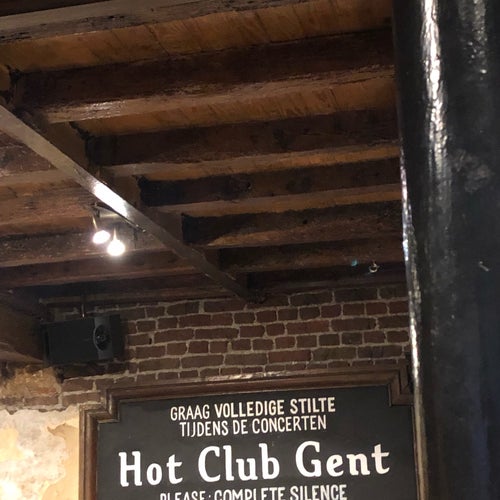 GRAAG VOLLEDIGE STILTE
TIJDENS DE CONCERTEN
Hot Club Gent
PLEASE: COMPLETE SILENCE